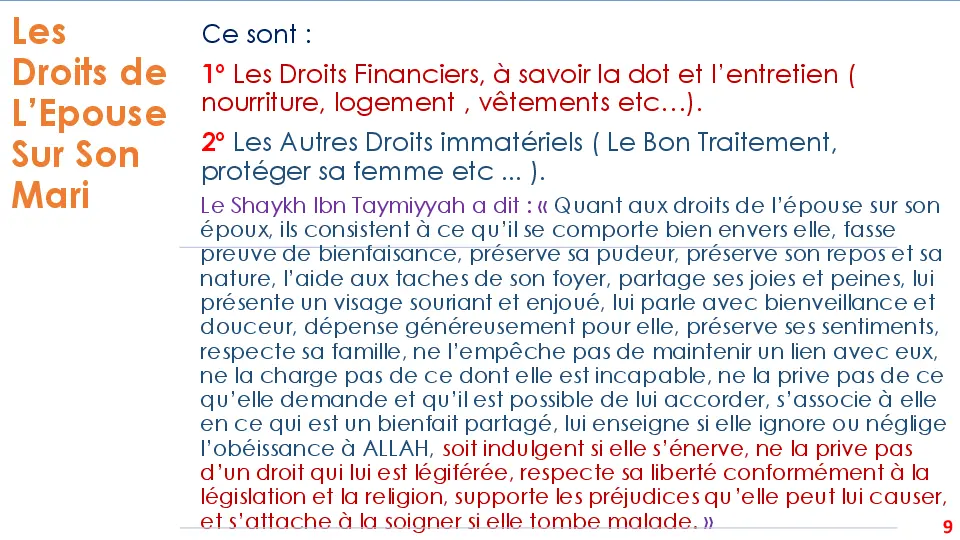 Les
Droits de
L'Epouse
Sur Son
Mari
Ce sont :
1° Les Droits Financiers, à savoir la dot et l'entretien (
nourriture, logement , vêtements etc…).
2° Les Autres Droits immatériels ( Le Bon Traitement,
protéger sa femme etc ... ).
Le Shaykh Ibn Taymiyyah a dit : « Quant aux droits de l'épouse sur son
époux, ils consistent à ce qu'il se comporte bien envers elle, fasse
preuve de bienfaisance, préserve sa pudeur, préserve son repos et sa
nature, l'aide aux taches de son foyer, partage ses joies et peines, lui
présente un visage souriant et enjoué, lui parle avec bienveillance et
douceur, dépense généreusement pour elle, préserve ses sentiments,
respecte sa famille, ne l'empêche pas de maintenir un lien avec eux,
ne la charge pas de ce dont elle est incapable, ne la prive pas de ce
qu'elle demande et qu'il est possible de lui accorder, s'associe à elle
en ce qui est un bienfait partagé, lui enseigne si elle ignore ou néglige
l'obéissance à ALLAH, soit indulgent si elle s'énerve, ne la prive pas
d'un droit qui lui est légiférée, respecte sa liberté conformément à la
législation et la religion, supporte les préjudices qu'elle peut lui causer,
et s'attache à la soigner si elle tombe malade. »
9